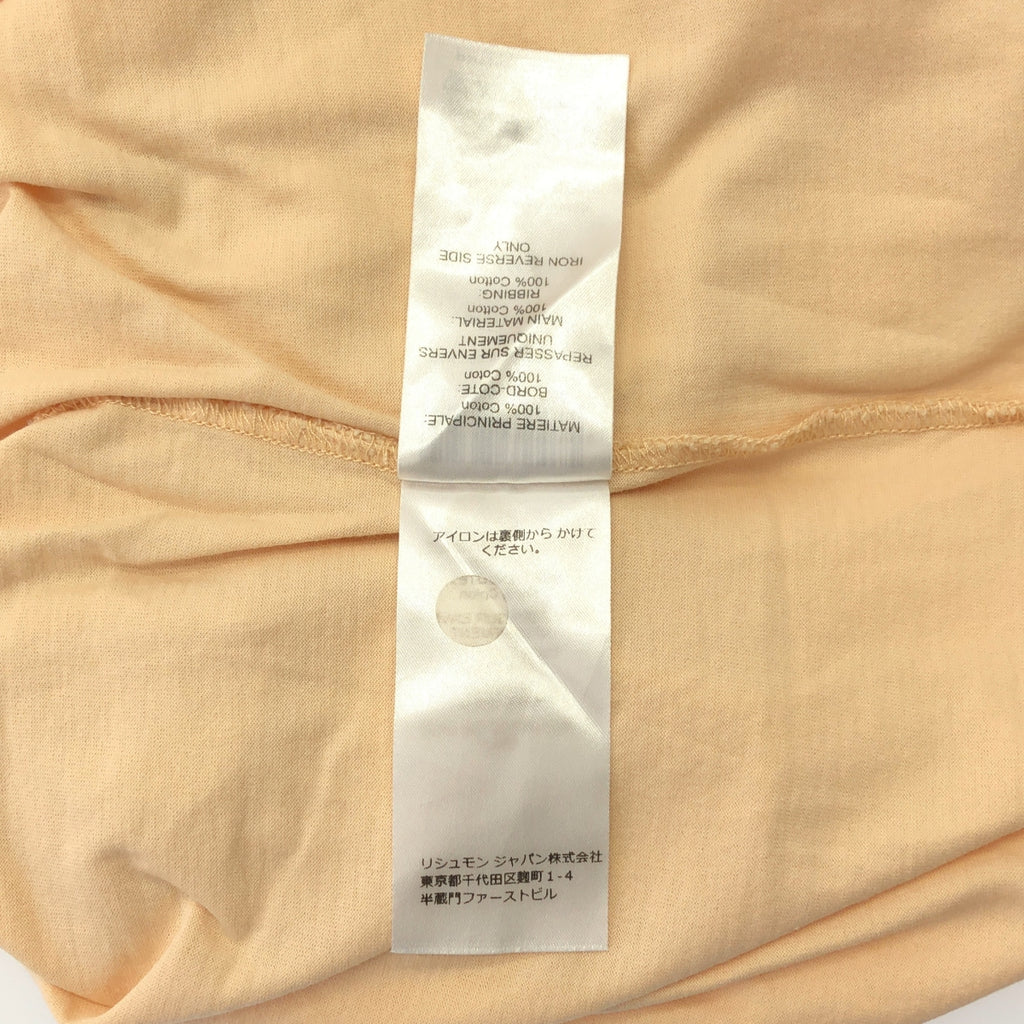 MATIERE PRINCIPALE:
100% Coton
BORD-COTE:
100% Coton
REPASSER SUR ENVERS
UNIQUEMENT
MAIN MATERIAL:
100% Cotton
RIBBING:
100% Cotton
IRON REVERSE SIDE
ONLY
アイロンは裏側から かけて
ください。
リシュモン ジャパン株式会社
東京都千代田区麹町1-4
半蔵門ファーストビル